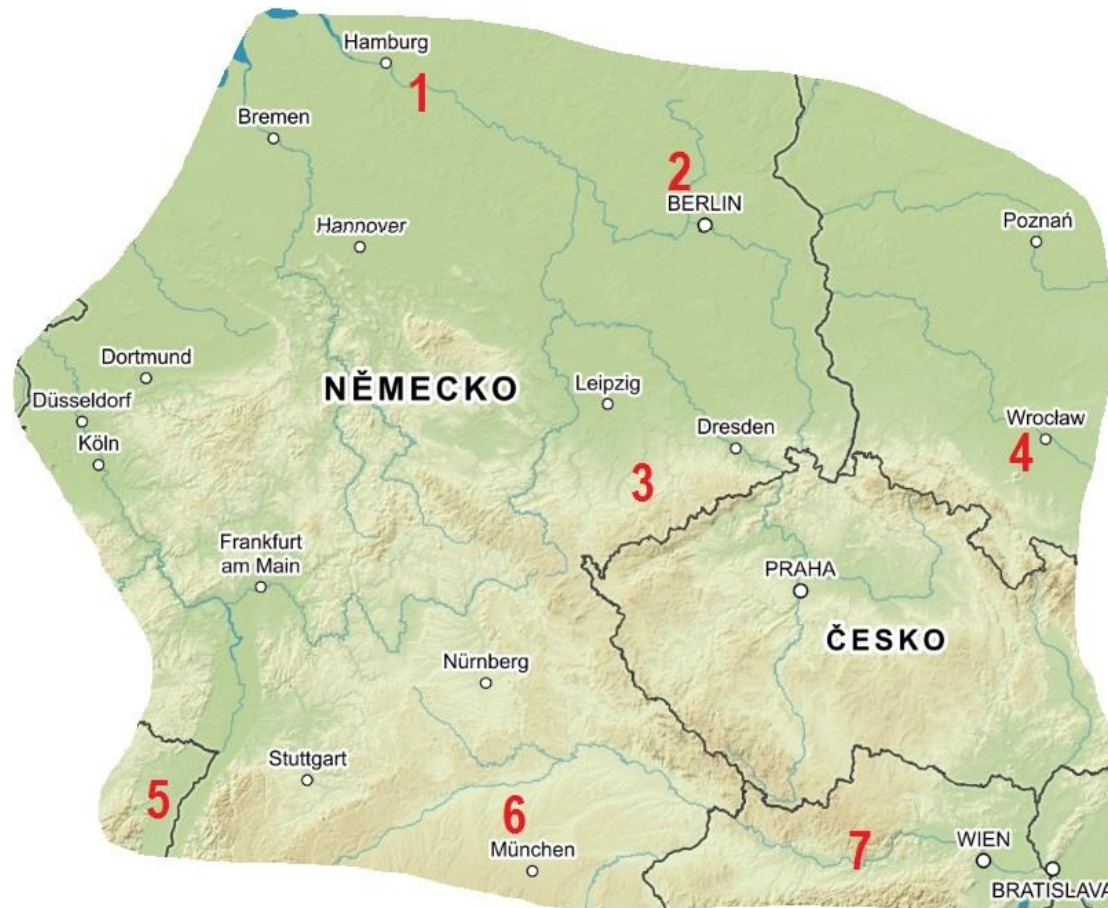 Hamburg
1
Bremen
2
BERLIN
Hannover
Poznań
Dortmund
NĚMECKO
Leipzig
Düsseldorf
Wrocław
Köln
Dresden
4
3
Frankfurt
am Main
PRAHA
ČESKO
Nürnberg
Stuttgart
5
6
7
München
WIEN
BRATISLAVA